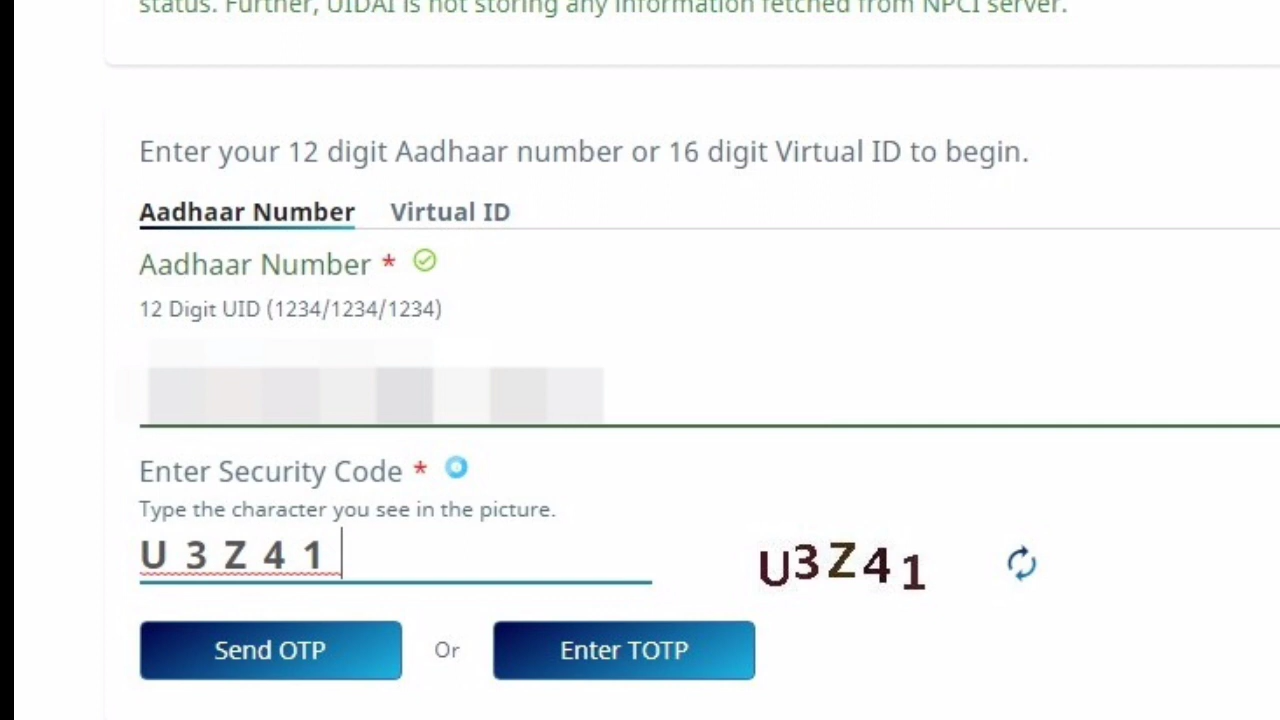 status. Further, UIDAI is not storing any information fetched from NPCI server.
Enter your 12 digit Aadhaar number or 16 digit Virtual ID to begin.
Aadhaar Number Virtual ID
Aadhaar Number *
12 Digit UID (1234/1234/1234)
Enter Security Code *
Type the character you see in the picture.
U 3 Z 4 1 U3Z41
Send OTP Or Enter TOTP